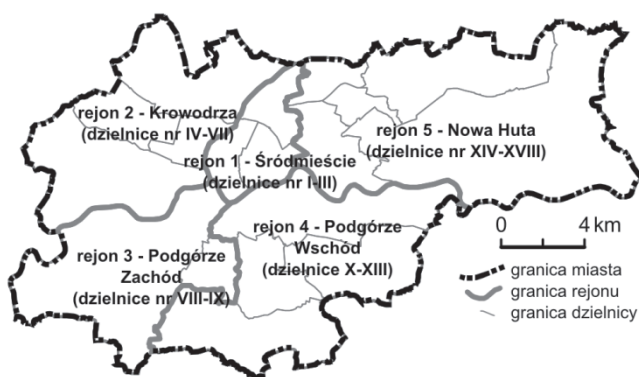 rejon 2 - Krowodrza
(dzielnice nr IV-VII)
rejon 5 - Nowa Huta
(dzielnice nr XIV-XVIII)
rejon 1 - Śródmieście
(dzielnice nr I-III)
rejon 4 - Podgórze
Wschód
(dzielnice X-XIII)
rejon 3 - Podgórze
Zachód
(dzielnice nr VIII-IX)
0 4 km
granica miasta
granica rejonu
granica dzielnicy